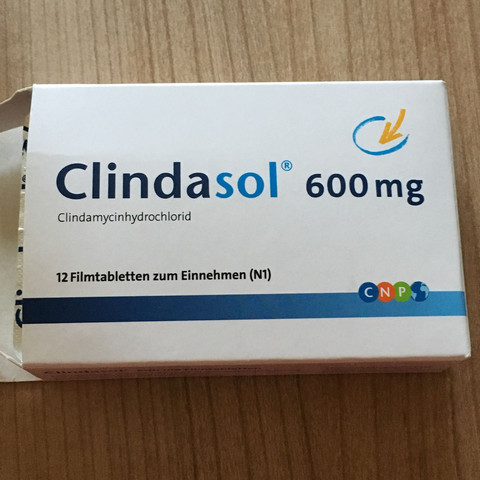 Clindasol® 600 mg
Clindamycinhydrochlorid
12 Filmtabletten zum Einnehmen (N1)
CNP